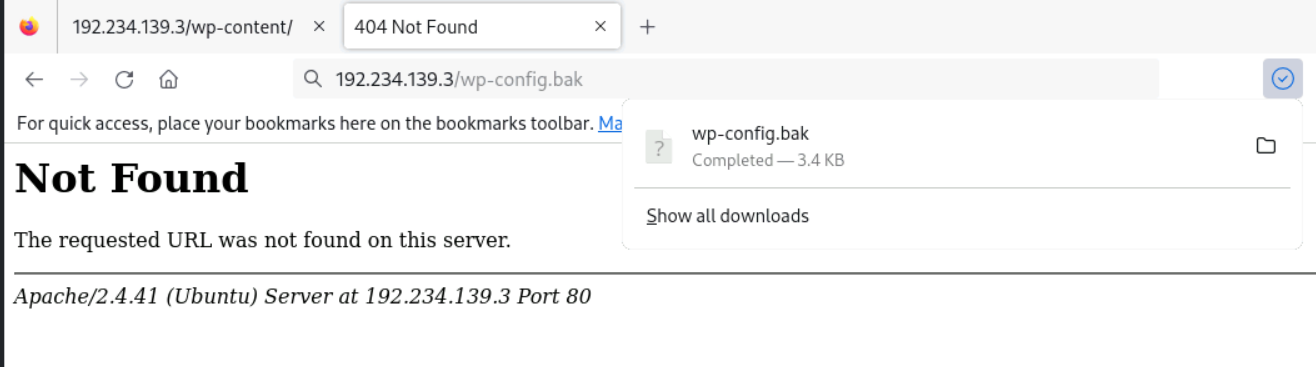 192.234.139.3/wp-content/
404 Not Found
192.234.139.3/wp-config.bak
For quick access, place your bookmarks here on the bookmarks toolbar. Ma
wp-config.bak
Completed — 3.4 KB
Show all downloads
Not Found
The requested URL was not found on this server.
Apache/2.4.41 (Ubuntu) Server at 192.234.139.3 Port 80